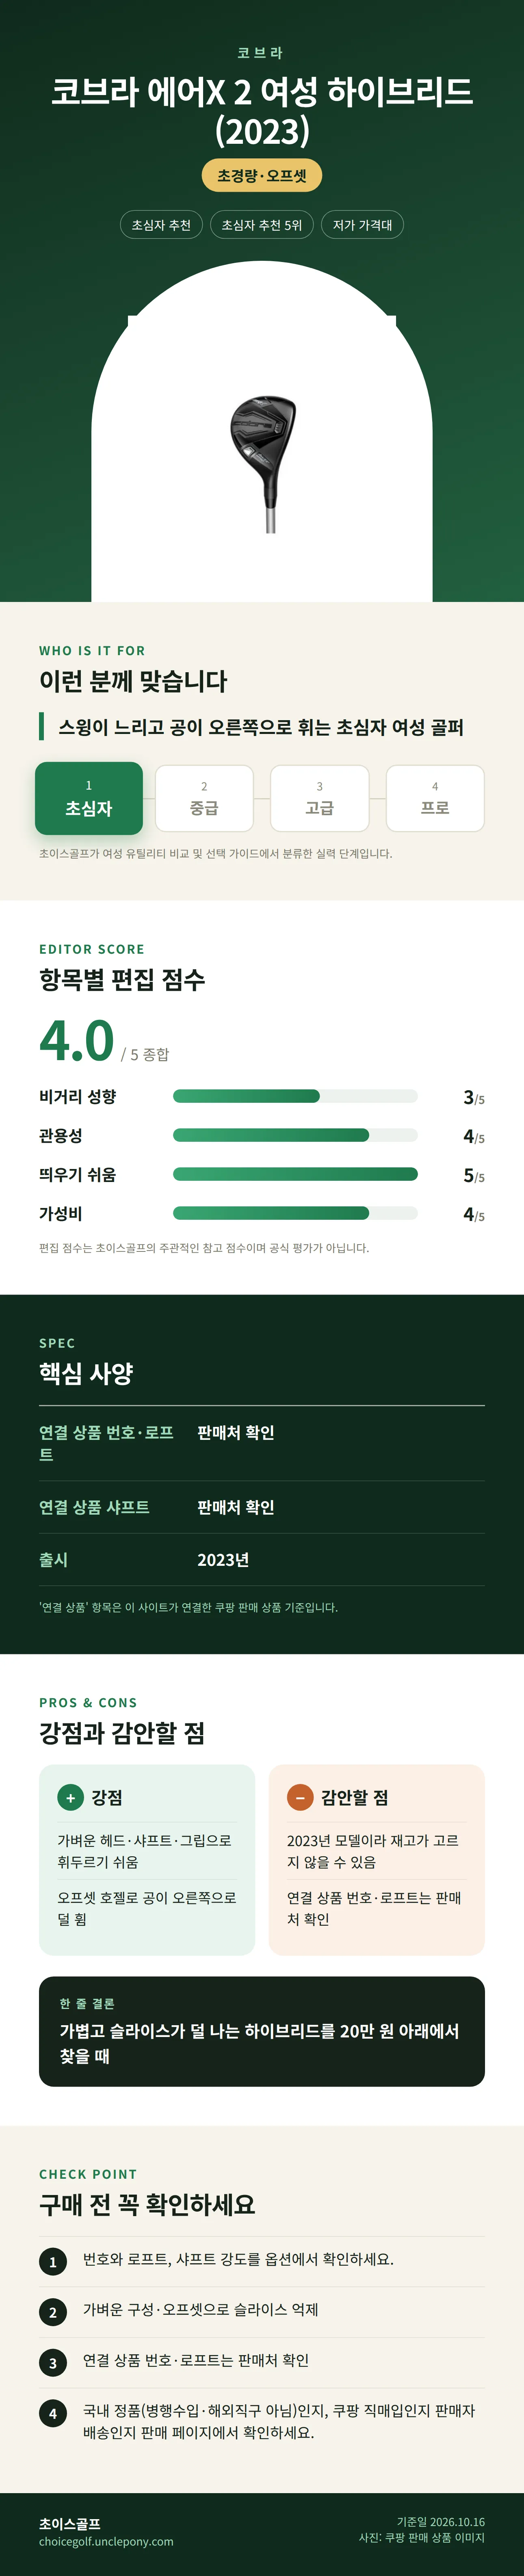 코브라
코브라 에어X 2 여성 하이브리드
(2023)
초경량·오프셋
초심자 추천
초심자 추천 5위
저가 가격대
WHO IS IT FOR
이런 분께 맞습니다
스윙이 느리고 공이 오른쪽으로 휘는 초심자 여성 골퍼
1
초심자
2
중급
3
고급
4
프로
초이스골프가 여성 유틸리티 비교 및 선택 가이드에서 분류한 실력 단계입니다.
EDITOR SCORE
항목별 편집 점수
4.0 / 5 종합
비거리 성향 3/5
관용성 4/5
띄우기 쉬움 5/5
가성비 4/5
편집 점수는 초이스골프의 주관적인 참고 점수이며 공식 평가가 아닙니다.
SPEC
핵심 사양
연결 상품 번호·로프 판매처 확인
트
연결 상품 샤프트 판매처 확인
출시 2023년
'연결 상품' 항목은 이 사이트가 연결한 쿠팡 판매 상품 기준입니다.
PROS & CONS
강점과 감안할 점
+ 강점
가벼운 헤드·샤프트·그립으로
휘두르기 쉬움
오프셋 호젤로 공이 오른쪽으로
덜 휨
− 감안할 점
2023년 모델이라 재고가 고르
지 않을 수 있음
연결 상품 번호·로프트는 판매
처 확인
한 줄 결론
가볍고 슬라이스가 덜 나는 하이브리드를 20만 원 아래에서
찾을 때
CHECK POINT
구매 전 꼭 확인하세요
1 번호와 로프트, 샤프트 강도를 옵션에서 확인하세요.
2 가벼운 구성·오프셋으로 슬라이스 억제
3 연결 상품 번호·로프트는 판매처 확인
4 국내 정품(병행수입·해외직구 아님)인지, 쿠팡 직매입인지 판매자
배송인지 판매 페이지에서 확인하세요.
초이스골프
choicegolf.unclepony.com
기준일 2026.10.16
사진: 쿠팡 판매 상품 이미지